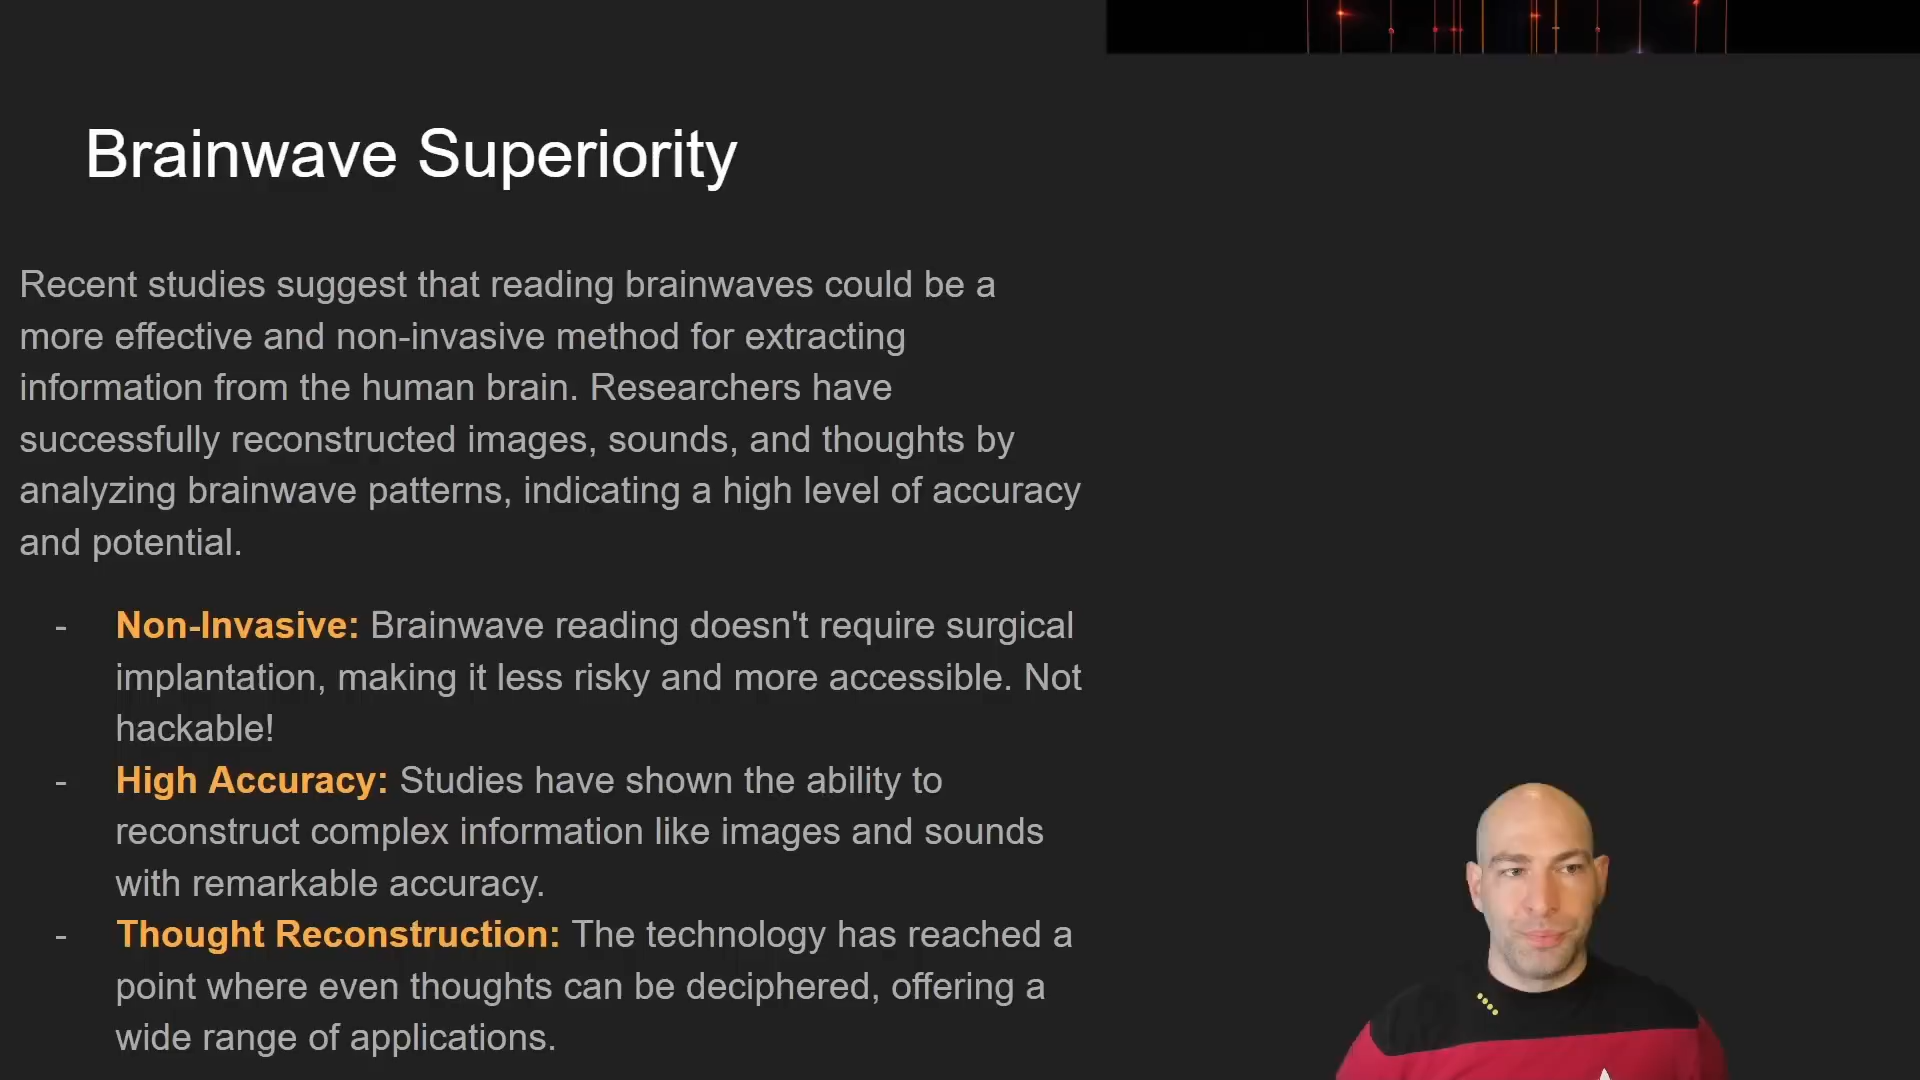 Brainwave Superiority
Recent studies suggest that reading brainwaves could be a
more effective and non-invasive method for extracting
information from the human brain. Researchers have
successfully reconstructed images, sounds, and thoughts by
analyzing brainwave patterns, indicating a high level of accuracy
and potential.
- Non-Invasive: Brainwave reading doesn't require surgical
implantation, making it less risky and more accessible. Not
hackable!
- High Accuracy: Studies have shown the ability to
reconstruct complex information like images and sounds
with remarkable accuracy.
- Thought Reconstruction: The technology has reached a
point where even thoughts can be deciphered, offering a
wide range of applications.